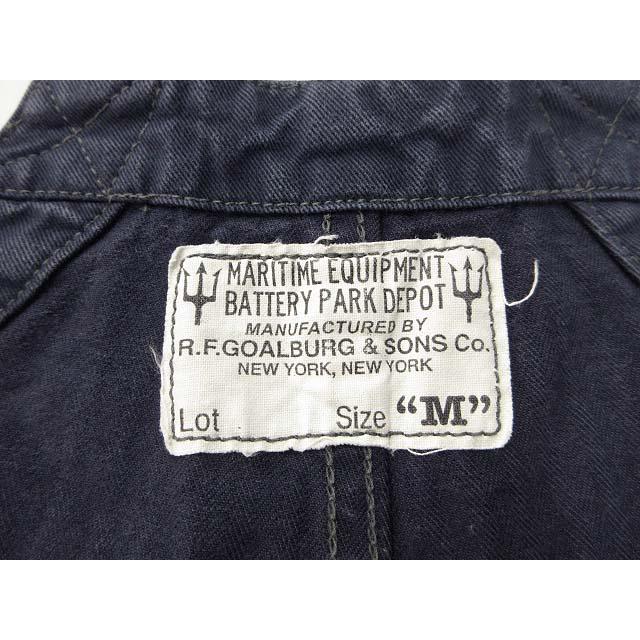 MARITIME EQUIPMENT
BATTERY PARK DEPOT
MANUFACTURED BY
R.F.GOALBURG & SONS Co.
NEW YORK, NEW YORK
Lot Size “M”